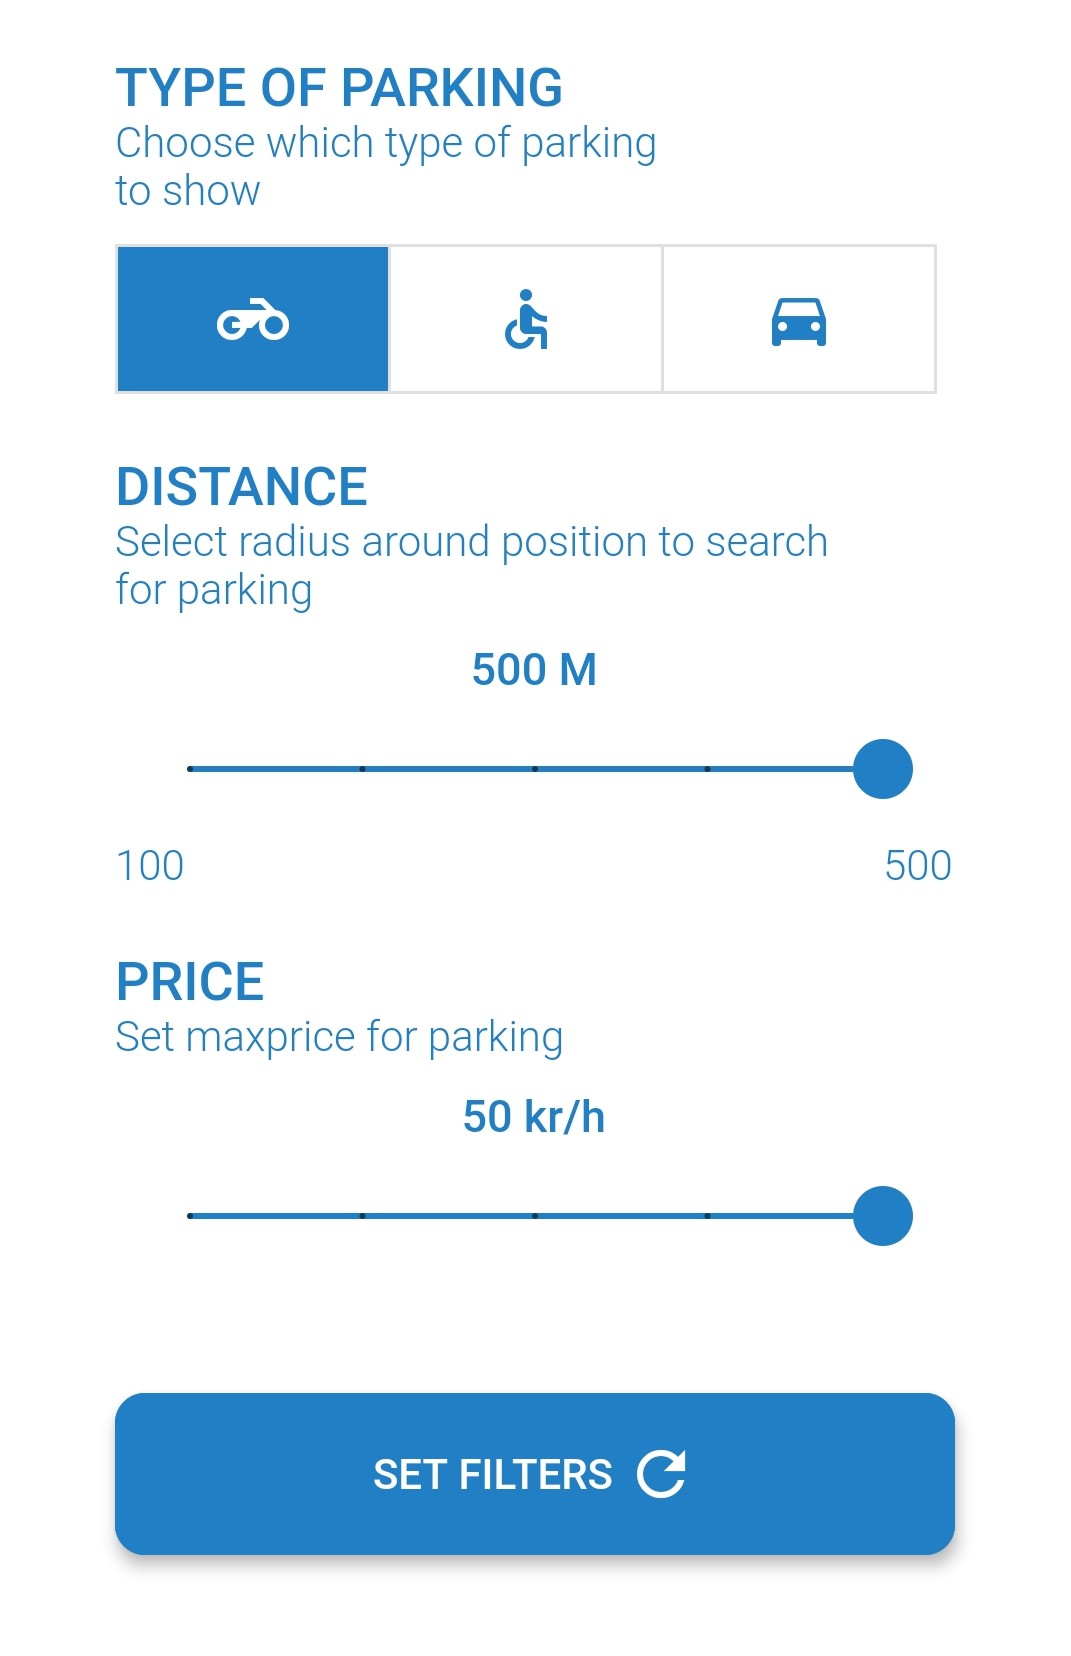 TYPE OF PARKING
Choose which type of parking
to show
DISTANCE
Select radius around position to search
for parking
500 M
100
500
PRICE
Set maxprice for parking
50 kr/h
SET FILTERS